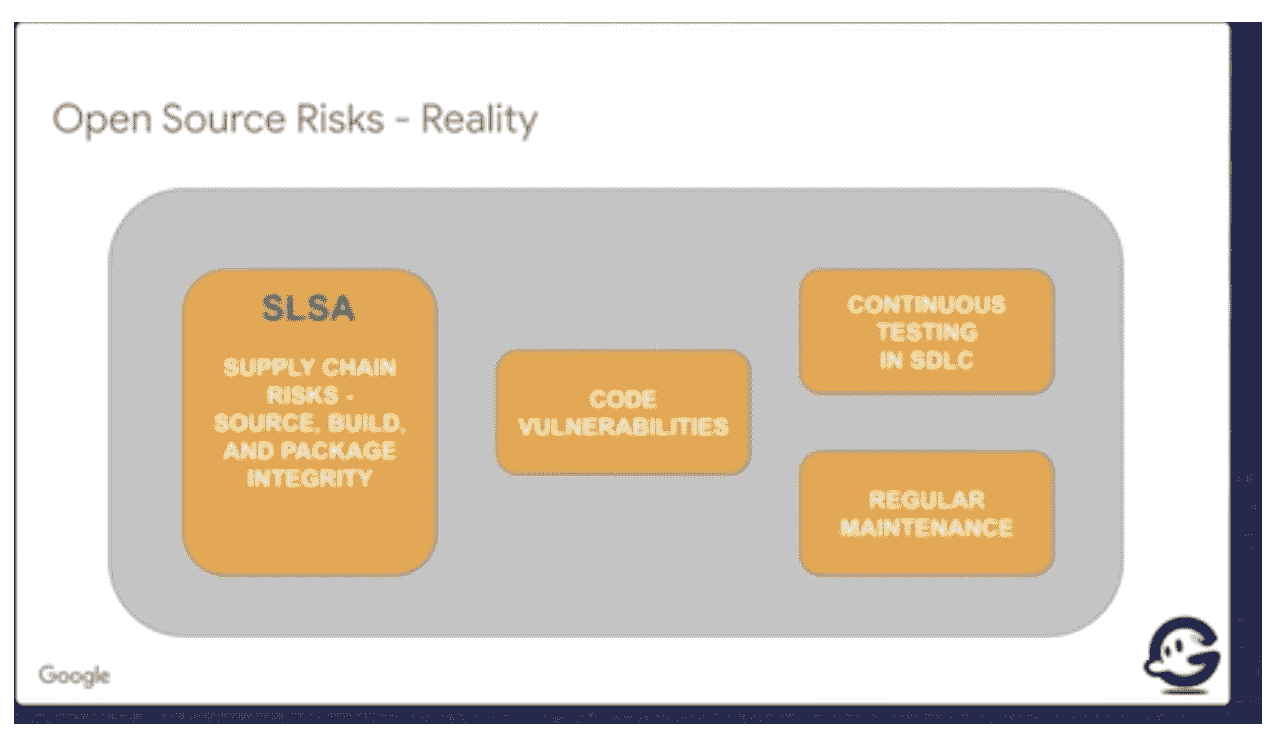 Open Source Risks - Reality
SLSA
SUPPLY CHAIN
RISKS -
SOURCE, BUILD,
AND PACKAGE
INTEGRITY
CODE
VULNERABILITIES
CONTINUOUS
TESTING
IN SDLC
REGULAR
MAINTENANCE
Google